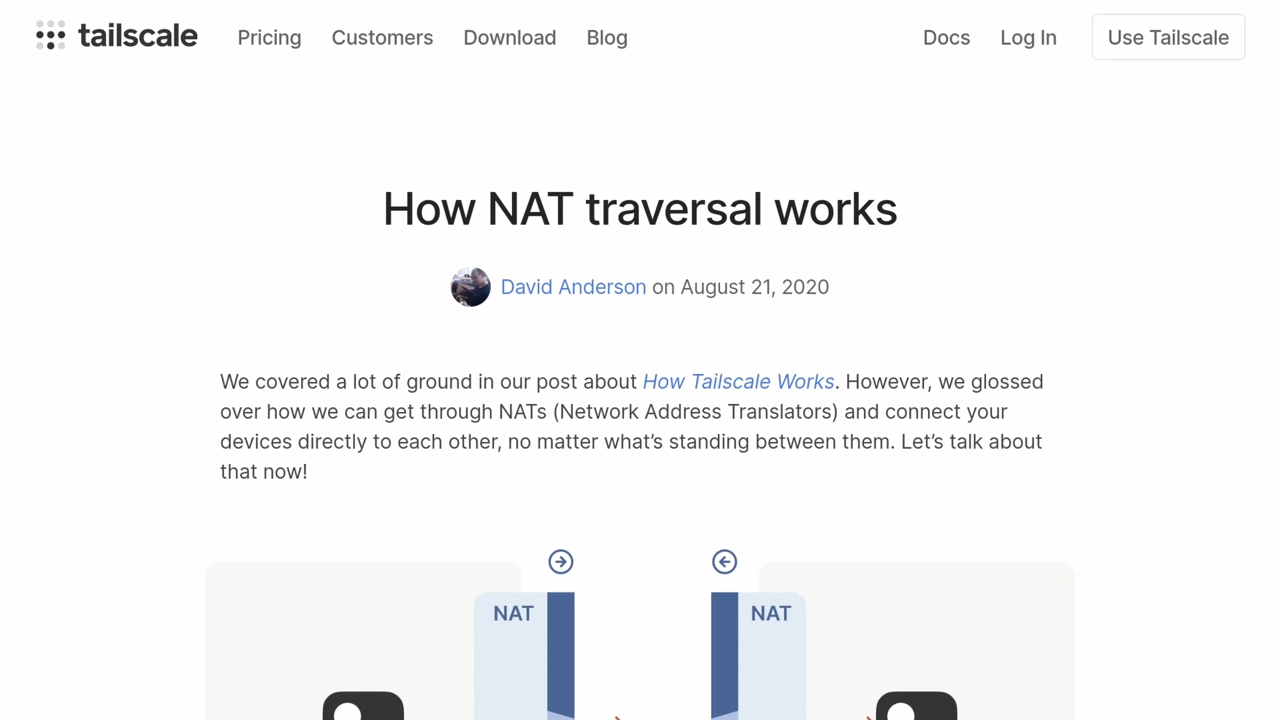 tailscale Pricing Customers Download Blog Docs Log In Use Tailscale
How NAT traversal works
David Anderson on August 21, 2020
We covered a lot of ground in our post about How Tailscale Works. However, we glossed
over how we can get through NATs (Network Address Translators) and connect your
devices directly to each other, no matter what’s standing between them. Let’s talk about
that now!
NAT NAT